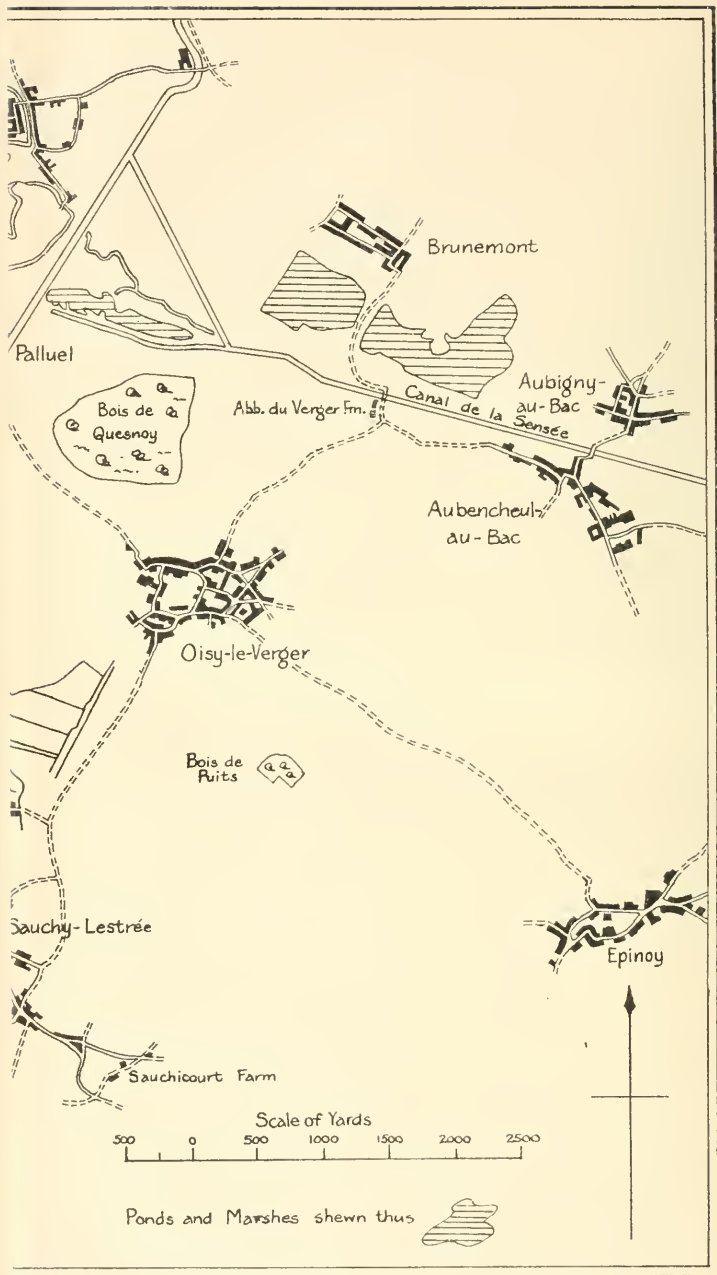 Brunemont
Palluel
Bois de
Quesnoy
Abb. du Verger Fm.
Canal de la Sensée
Aubigny-
au-Bac
Aubencheul-
au-Bac
Oisy-le-Verger
Bois de
Puits
Sauchy-Lestrée
Epinoy
Sauchicourt Farm
Scale of Yards
500 0 500 1000 1500 2000 2500
Ponds and Marshes shewn thus